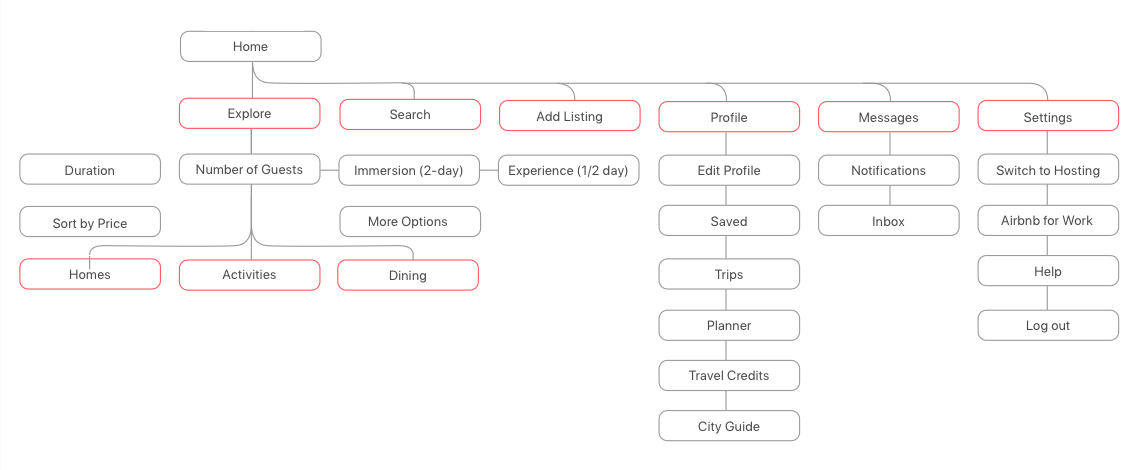 Home
Explore
Search
Add Listing
Profile
Messages
Settings
Duration
Number of Guests
Immersion (2-day)
Experience (1/2 day)
Edit Profile
Notifications
Switch to Hosting
Sort by Price
More Options
Saved
Inbox
Airbnb for Work
Homes
Activities
Dining
Trips
Help
Planner
Log out
Travel Credits
City Guide